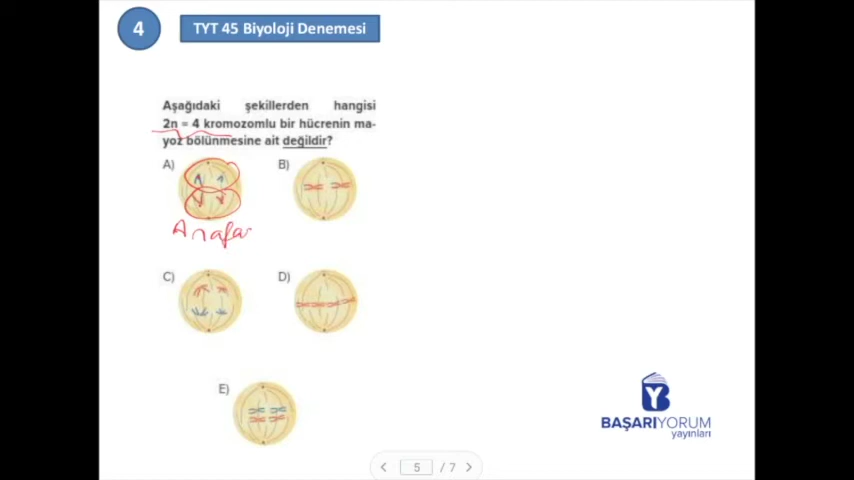 4
TYT 45 Biyoloji Denemesi
Aşağıdaki şekillerden hangisi
2n = 4 kromozomlu bir hücrenin ma-
yoz bölünmesine ait değildir?
A)
B)
Anafa
C)
D)
E)
BAŞARIYORUM
yayınları
5 / 7